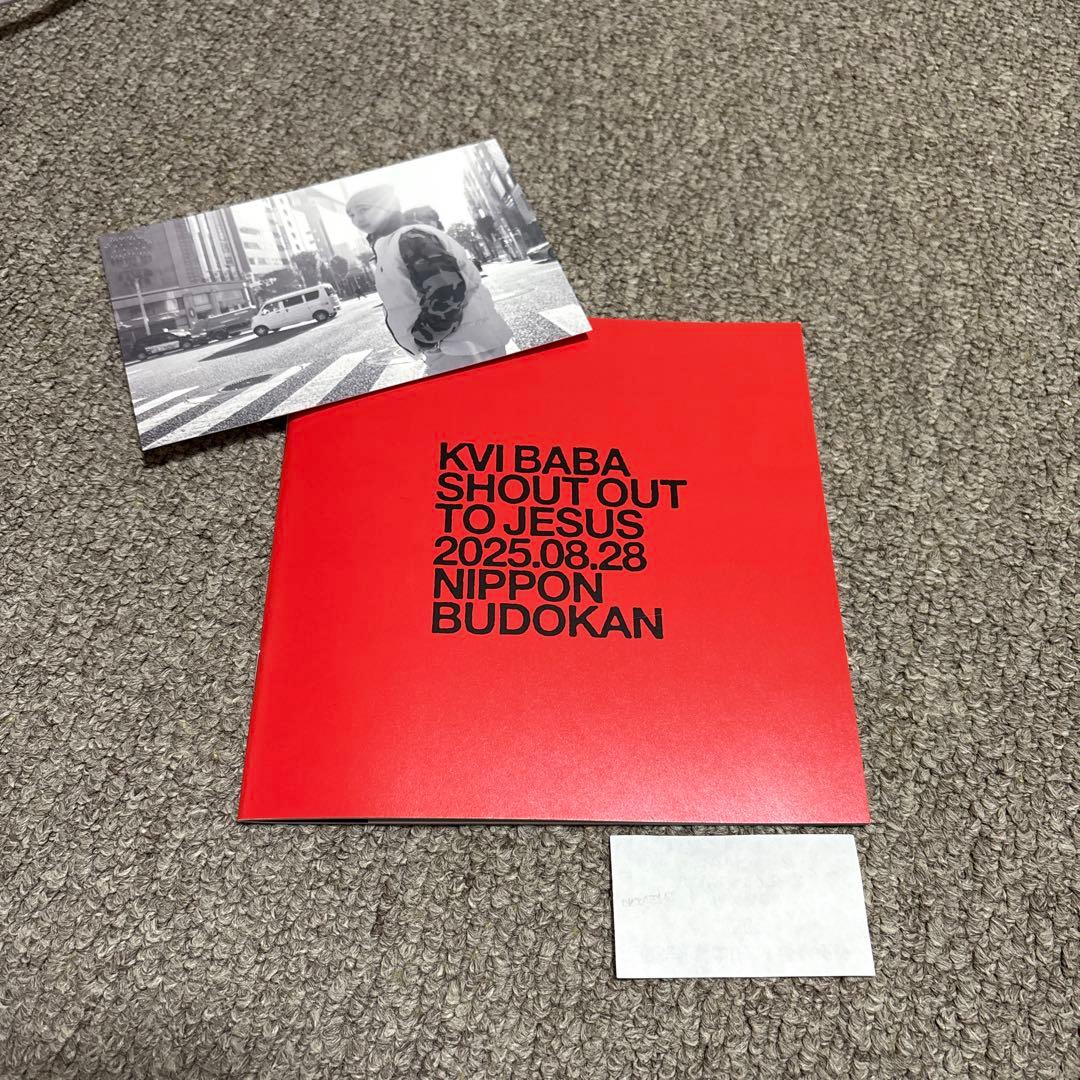 KVI BABA
SHOUT OUT
TO JESUS
2025.08.28
NIPPON
BUDOKAN